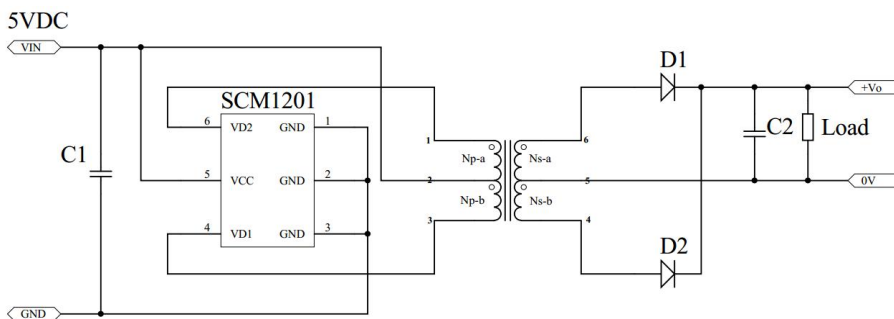 5VDC
VIN
SCM1201
6 VD2 GND 1
5 VCC GND 2
4 VD1 GND 3
C1
GND
1
2
3
Np-a
Np-b
Ns-a
Ns-b
6
5
4
D1
D2
C2
Load
+Vo
0V